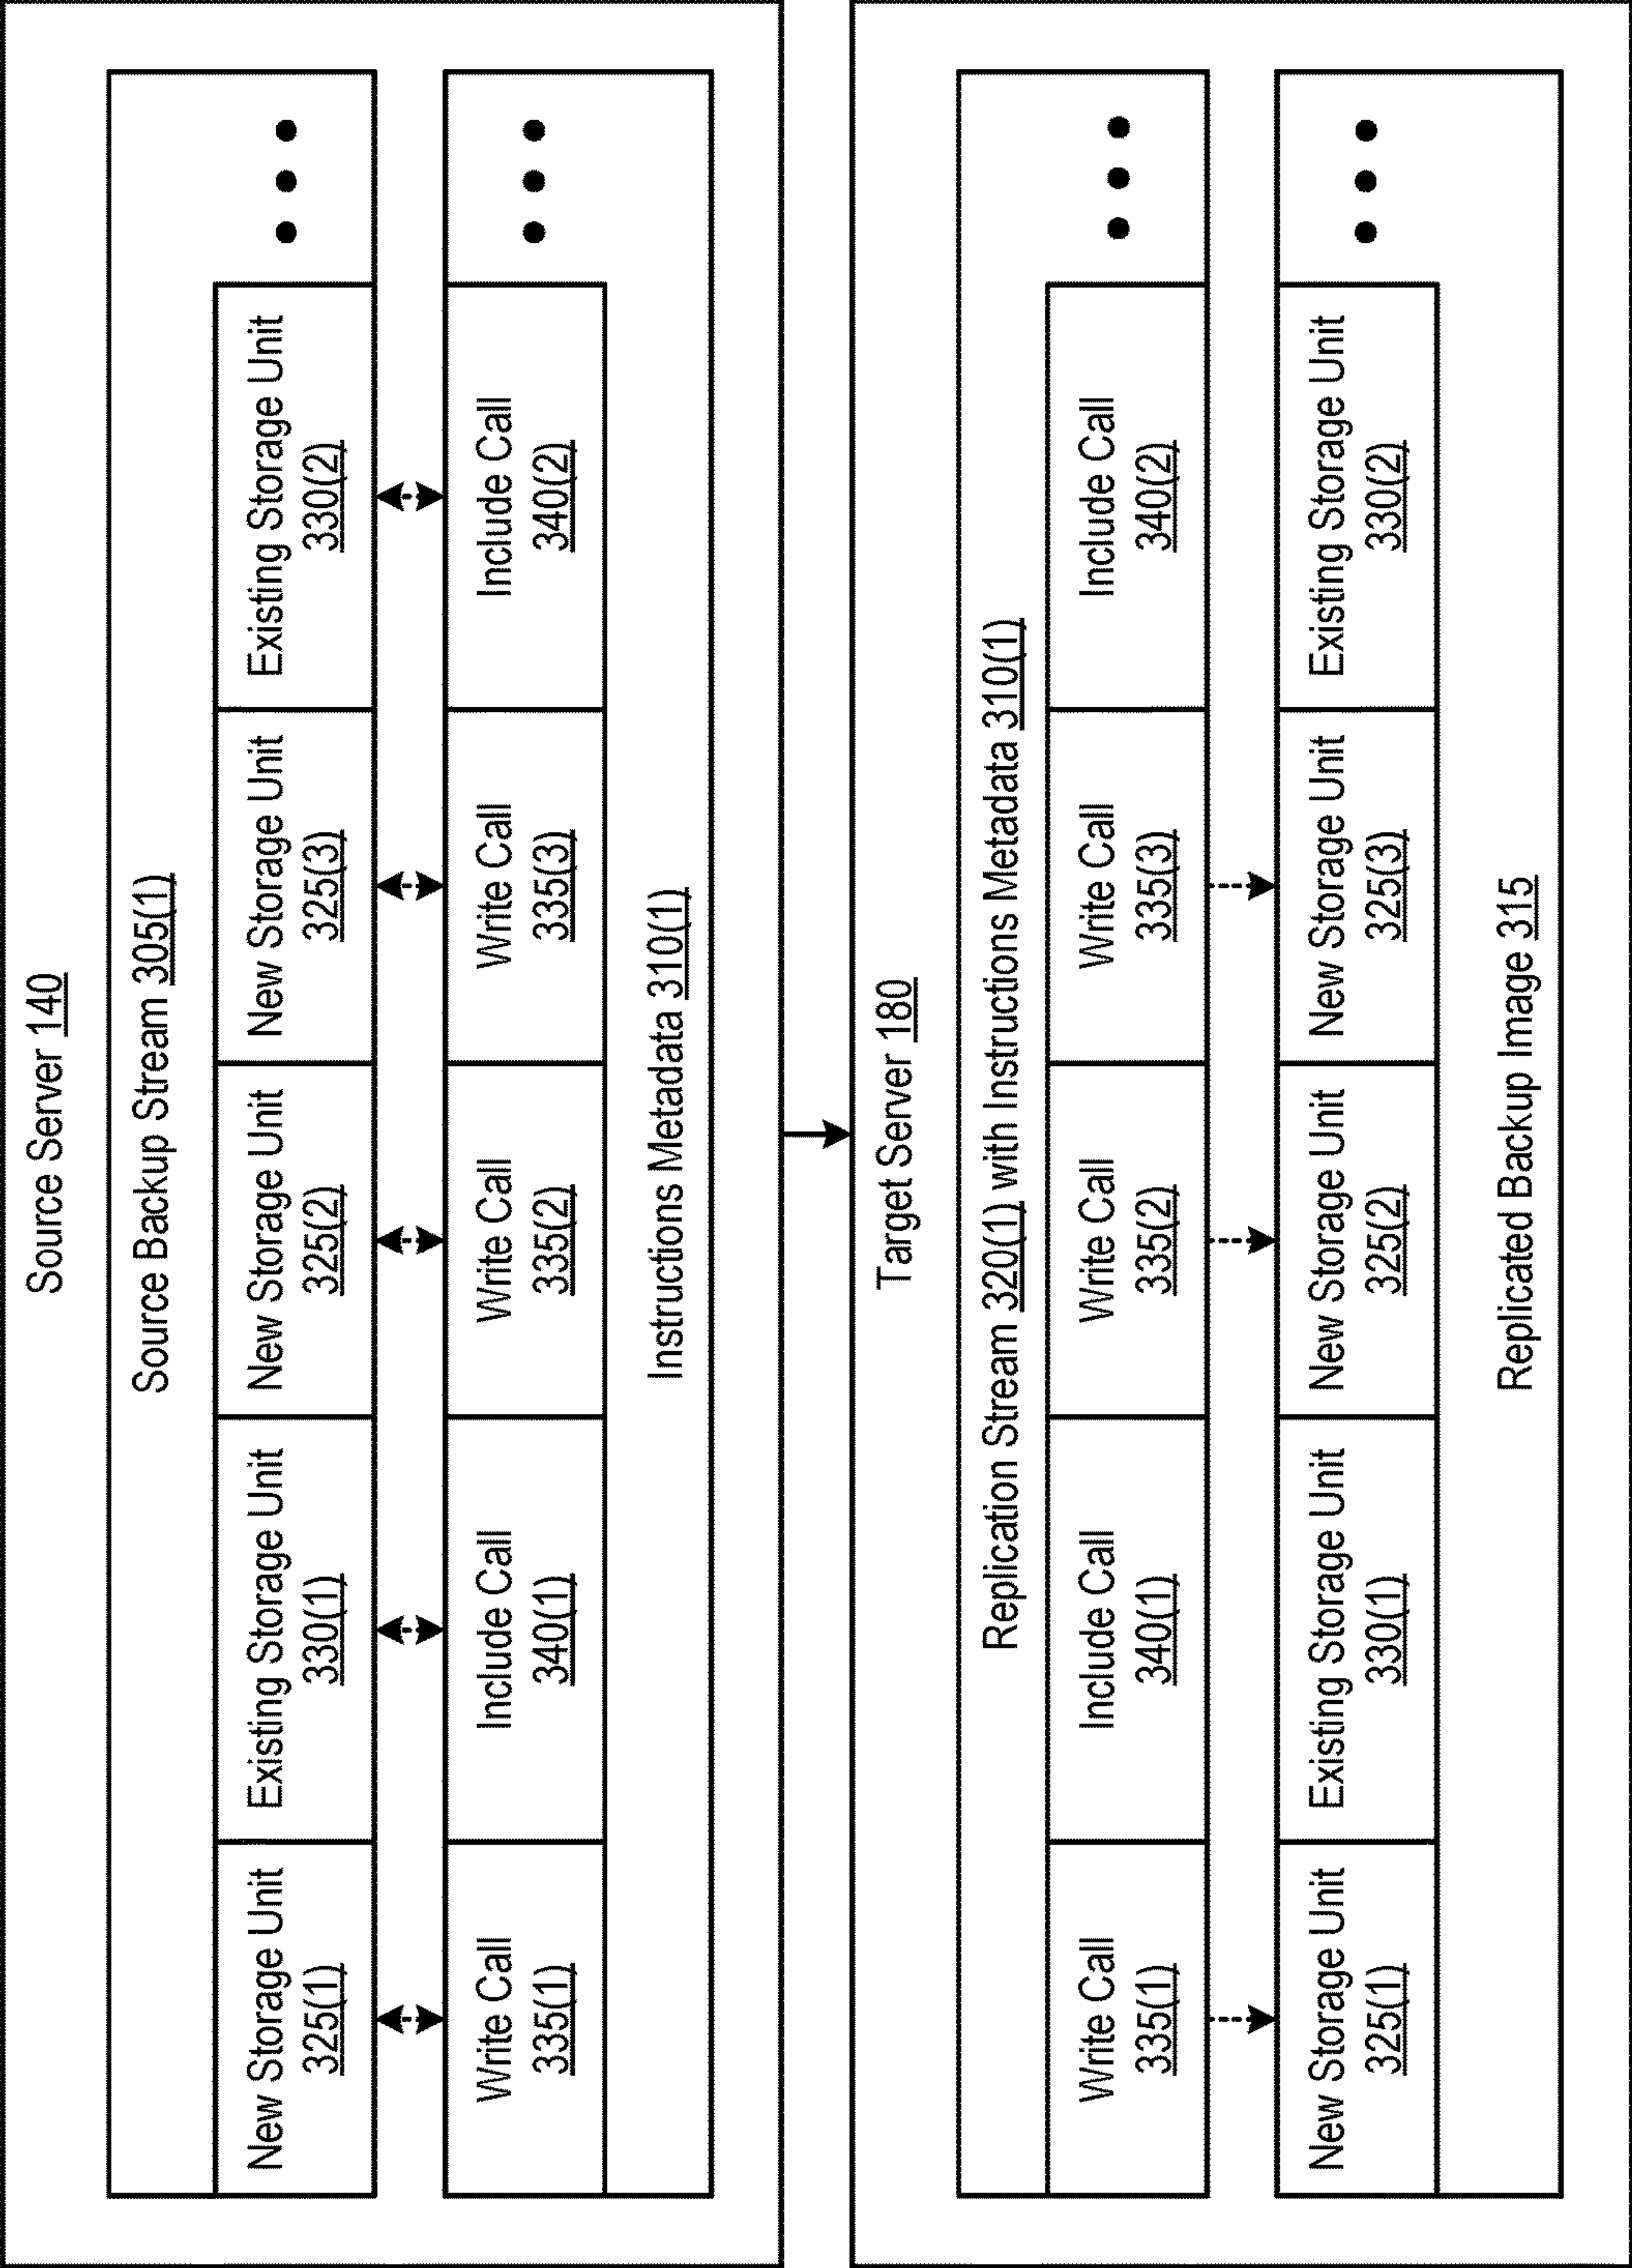 Source Server 140
Source Backup Stream 305(1)
New Storage Unit
325(1)
Existing Storage Unit
330(1)
New Storage Unit
325(2)
New Storage Unit
325(3)
Existing Storage Unit
330(2)
Write Call
335(1)
Include Call
340(1)
Write Call
335(2)
Write Call
335(3)
Include Call
340(2)
Instructions Metadata 310(1)
Target Server 180
Replication Stream 320(1) with Instructions Metadata 310(1)
Write Call
335(1)
Include Call
340(1)
Write Call
335(2)
Write Call
335(3)
Include Call
340(2)
New Storage Unit
325(1)
Existing Storage Unit
330(1)
New Storage Unit
325(2)
New Storage Unit
325(3)
Existing Storage Unit
330(2)
Replicated Backup Image 315